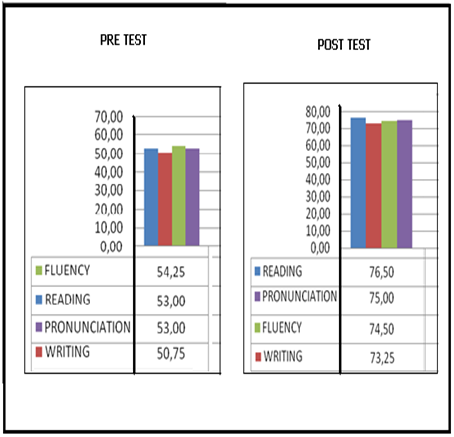 PRE TEST
70,00
60,00
50,00
40,00
30,00
20,00
10,00
0,00
FLUENCY 54,25
READING 53,00
PRONUNCIATION 53,00
WRITING 50,75
POST TEST
80,00
70,00
60,00
50,00
40,00
30,00
20,00
10,00
0,00
READING 76,50
PRONUNCIATION 75,00
FLUENCY 74,50
WRITING 73,25